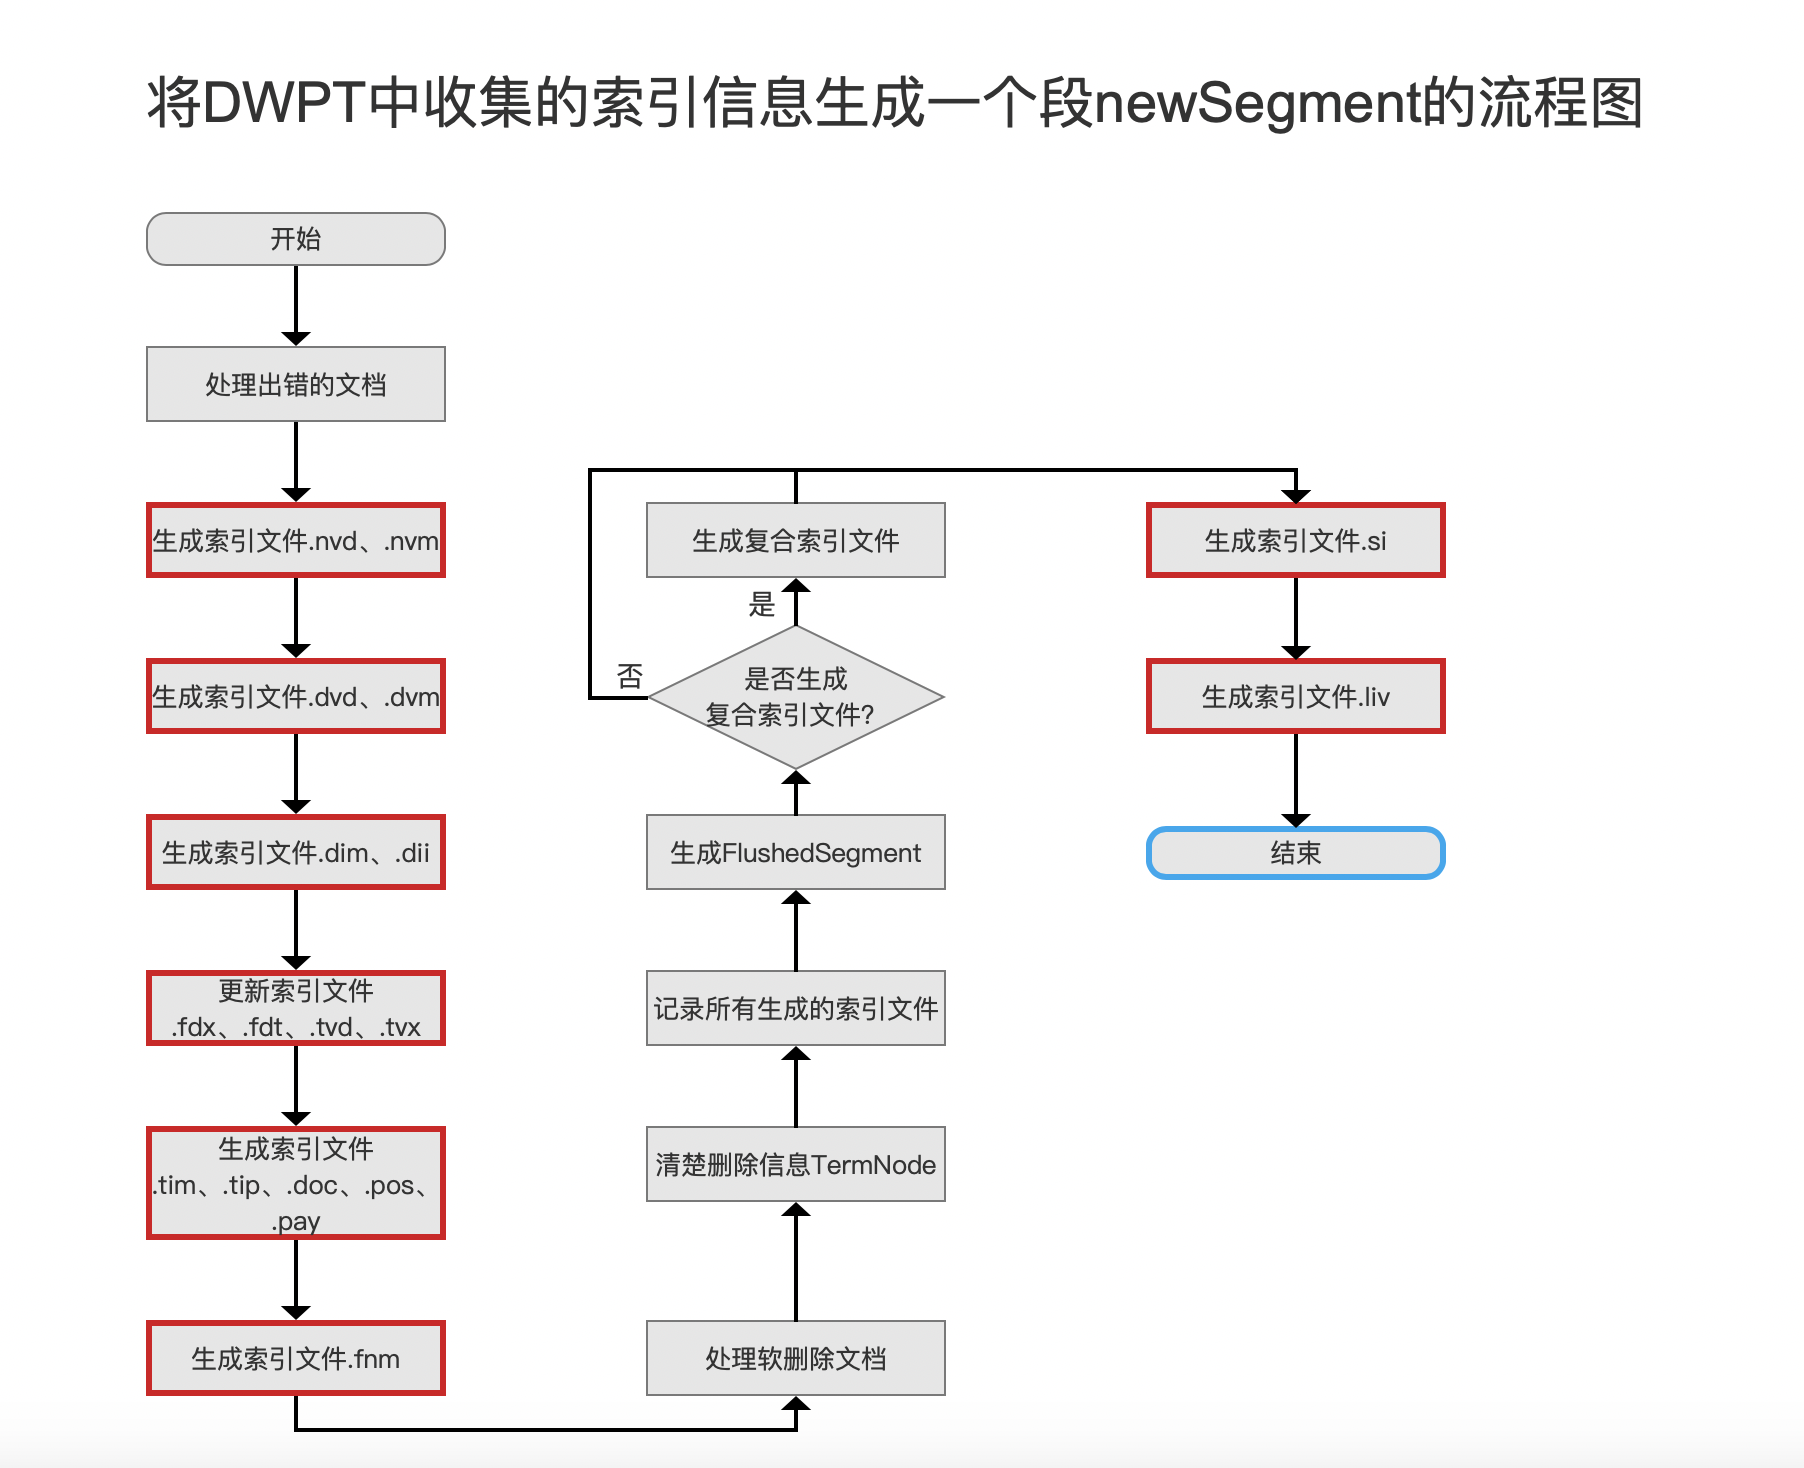 将DWPT中收集的索引信息生成一个段newSegment的流程图
开始
处理出错的文档
生成索引文件.nvd、.nvm
生成索引文件.dvd、.dvm
生成索引文件.dim、.dii
更新索引文件
.fdx、.fdt、.tvd、.tvx
生成索引文件
.tim、.tip、.doc、.pos、
.pay
生成索引文件.fnm
处理软删除文档
清楚删除信息TermNode
记录所有生成的索引文件
生成FlushedSegment
是否生成
复合索引文件?
否
是
生成复合索引文件
生成索引文件.si
生成索引文件.liv
结束